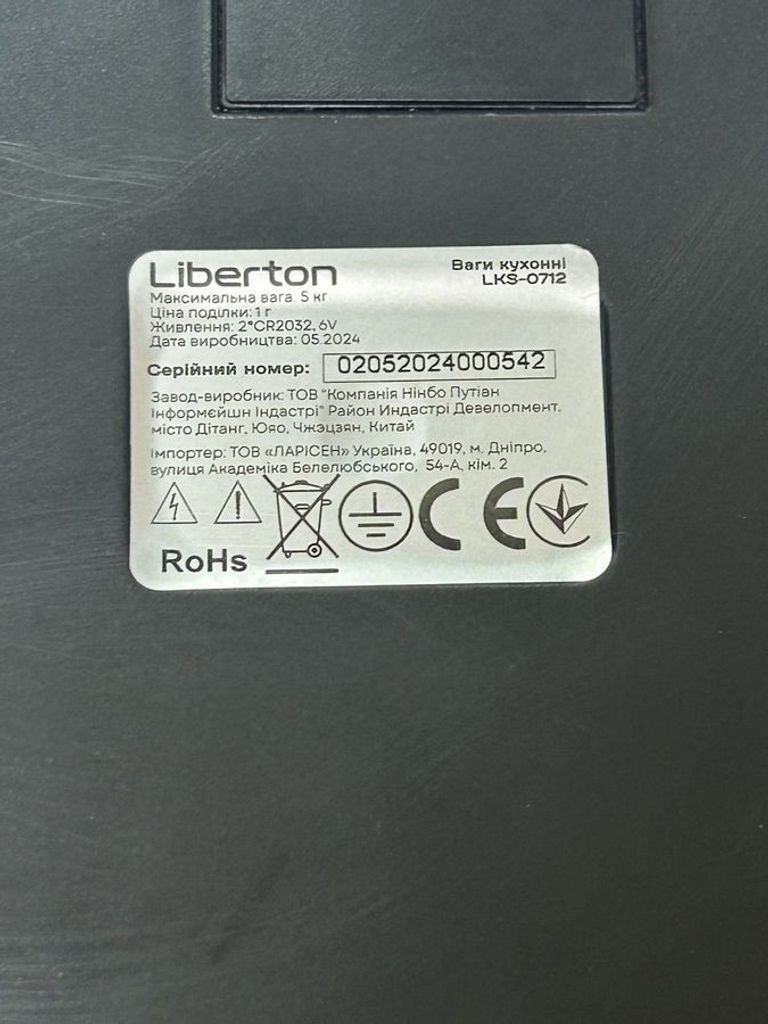 Liberton
Ваги кухонні
LKS-0712
Максимальна вага: 5 кг
Ціна поділки: 1 г
Живлення: 2*CR2032, 6V
Дата виробництва: 05.2024
Серійний номер: 02052024000542
Завод-виробник: ТОВ "Компанія Нінбо Путіан
Інформейшн Індастрі" Район Индастрі Девелопмент,
місто Дітанг, Юяо, Чжэцзян, Китай
Імпортер: ТОВ «ЛАРІСЕН» Україна, 49019, м. Дніпро,
вулиця Академіка Белелюбського, 54-А, кім. 2
CE
RoHs